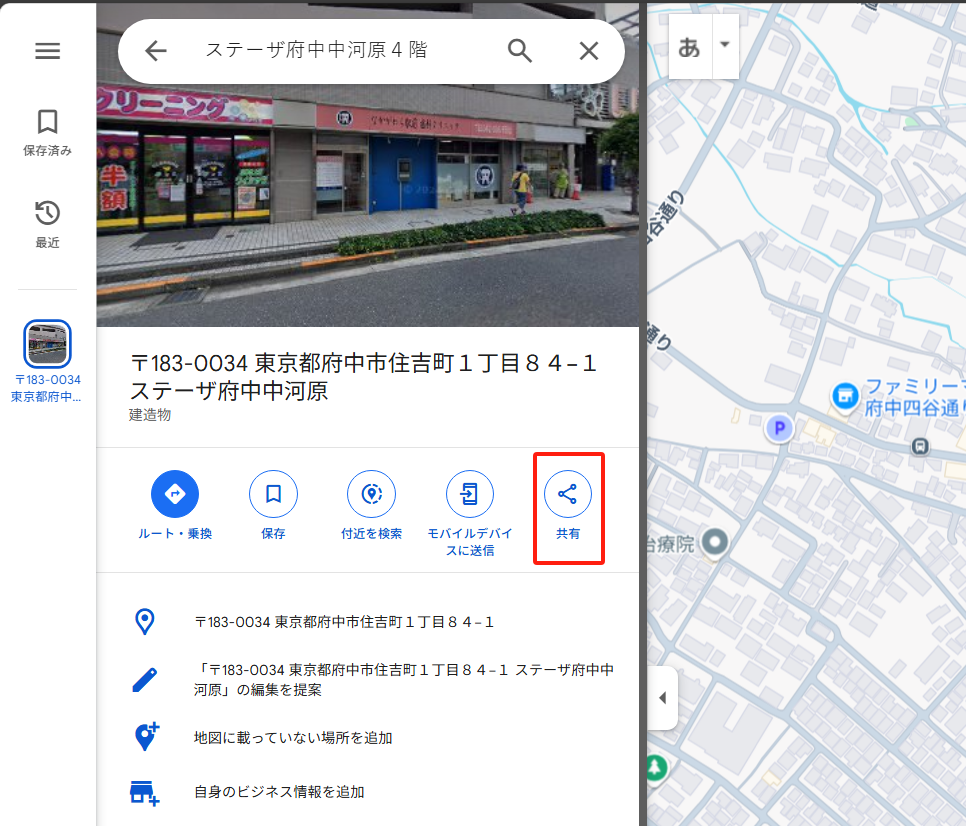 ステーザ府中中河原４階
保存済み
最近
〒183-0034
東京都府中...
クリーニング
半額
〒183-0034 東京都府中市住吉町１丁目８４−１
ステーザ府中中河原
建造物
ルート・乗換
保存
付近を検索
モバイルデバイ
スに送信
共有
〒183-0034 東京都府中市住吉町１丁目８４−１
「〒183-0034 東京都府中市住吉町１丁目８４−１ ステーザ府中中
河原」の編集を提案
地図に載っていない場所を追加
自身のビジネス情報を追加
あ
四谷通り
通り
ファミリー
府中四谷通り
P
治療院